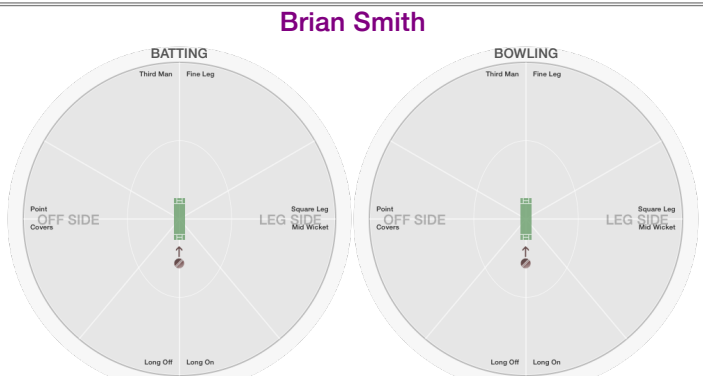 Brian Smith
BATTING
Third Man
Fine Leg
Point
OFF SIDE
Covers
Square Leg
LEG SIDE
Mid Wicket
Long Off
Long On
BOWLING
Third Man
Fine Leg
Point
OFF SIDE
Covers
Square Leg
LEG SIDE
Mid Wicket
Long Off
Long On